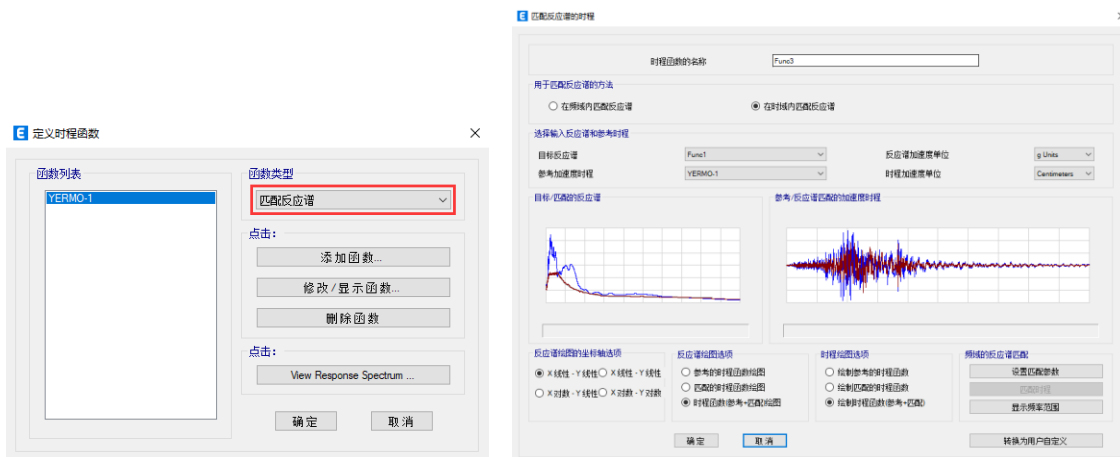 定义时程函数
函数列表
YERMO-1
函数类型
匹配反应谱
点击:
添加函数...
修改/显示函数...
删除函数
点击:
View Response Spectrum ...
确定
取消
匹配反应谱的时程
时程函数的名称
Func3
用于匹配反应谱的方法
在频域内匹配反应谱
在时域内匹配反应谱
选择输入反应谱和参考时程
目标反应谱
Func1
反应谱加速度单位
g Units
参考加速度时程
YERMO-1
时程加速度单位
Centimeters
目标/匹配的反应谱
参考/反应谱匹配的加速度时程
反应谱绘图的坐标轴选项
X线性 - Y线性
X线性 - Y线性
X对数 - Y线性
X对数 - Y对数
反应谱绘图选项
参考的时程函数绘图
匹配的时程函数绘图
时程函数(参考+匹配)绘图
时程绘图选项
绘制参考的时程函数
绘制匹配的时程函数
绘制时程函数(参考+匹配)
频域的反应谱匹配
设置匹配参数
匹配时程
显示频率范围
确定
取消
转换为用户自定义